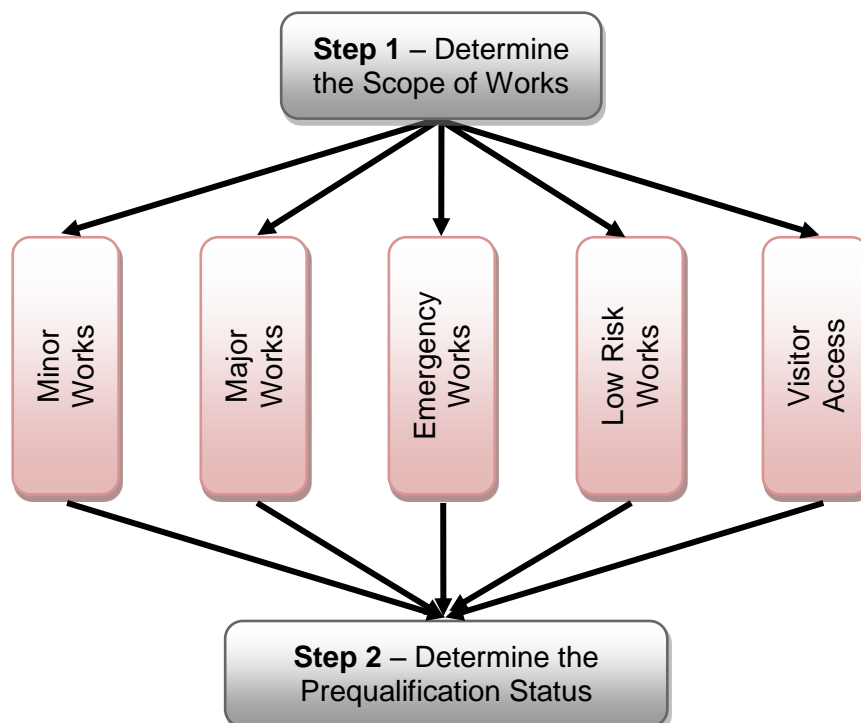 Step 1 – Determine
the Scope of Works
Minor
Works
Major
Works
Emergency
Works
Low Risk
Works
Visitor
Access
Step 2 – Determine the
Prequalification Status